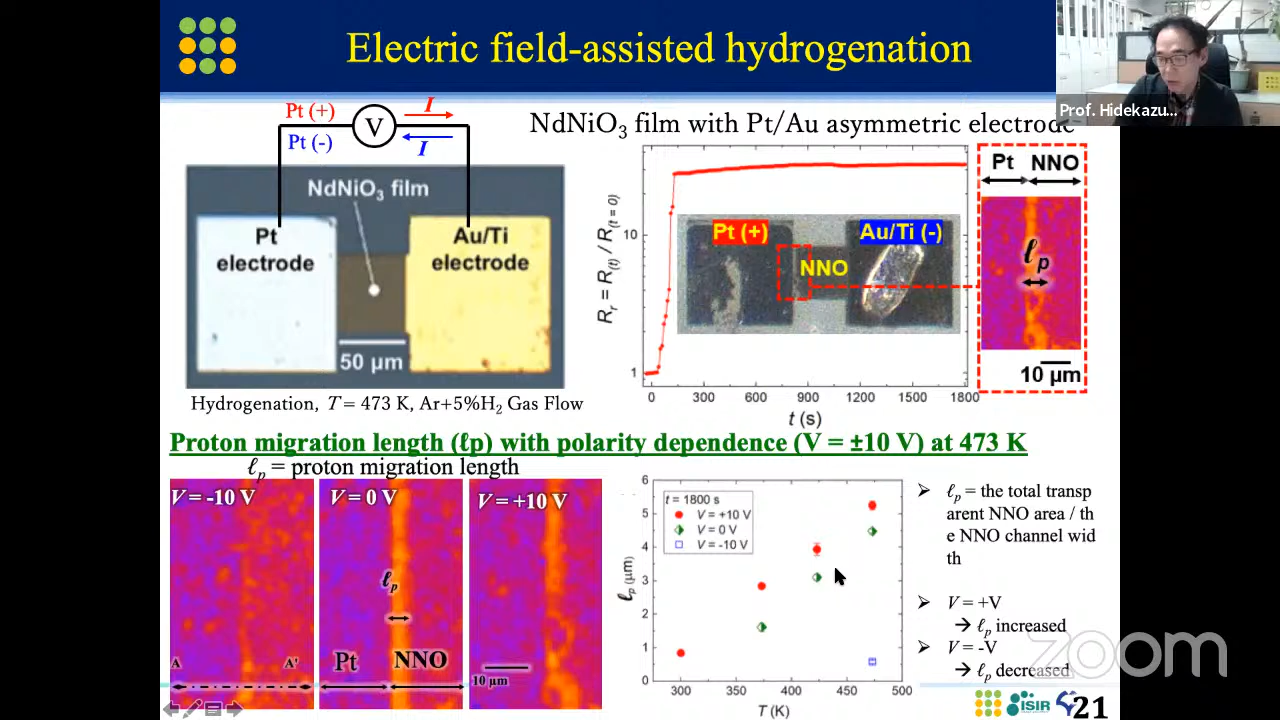 Electric field-assisted hydrogenation
Prof. Hidekazu...
Pt (+)
Pt (-)
V
I
I
NdNiO3 film with Pt/Au asymmetric electrode
NdNiO3 film
Pt
electrode
Au/Ti
electrode
50 μm
Hydrogenation, T = 473 K, Ar+5%H2 Gas Flow
Rr = R(t) / R(t = 0)
10
1
Pt (+)
Au/Ti (-)
NNO
0 300 600 900 1200 1500 1800
t (s)
Pt NNO
ℓp
10 μm
Proton migration length (ℓp) with polarity dependence (V = ±10 V) at 473 K
ℓp = proton migration length
V = -10 V
A A'
V = 0 V
ℓp
Pt NNO
V = +10 V
10 μm
ℓp (μm)
6
5
4
3
2
1
0
t = 1800 s
V = +10 V
V = 0 V
V = -10 V
300 350 400 450 500
T (K)
➢ ℓp = the total transp
arent NNO area / th
e NNO channel wid
th
➢ V = +V
→ ℓp increased
➢ V = -V
→ ℓp decreased
zoom
ISIR
21